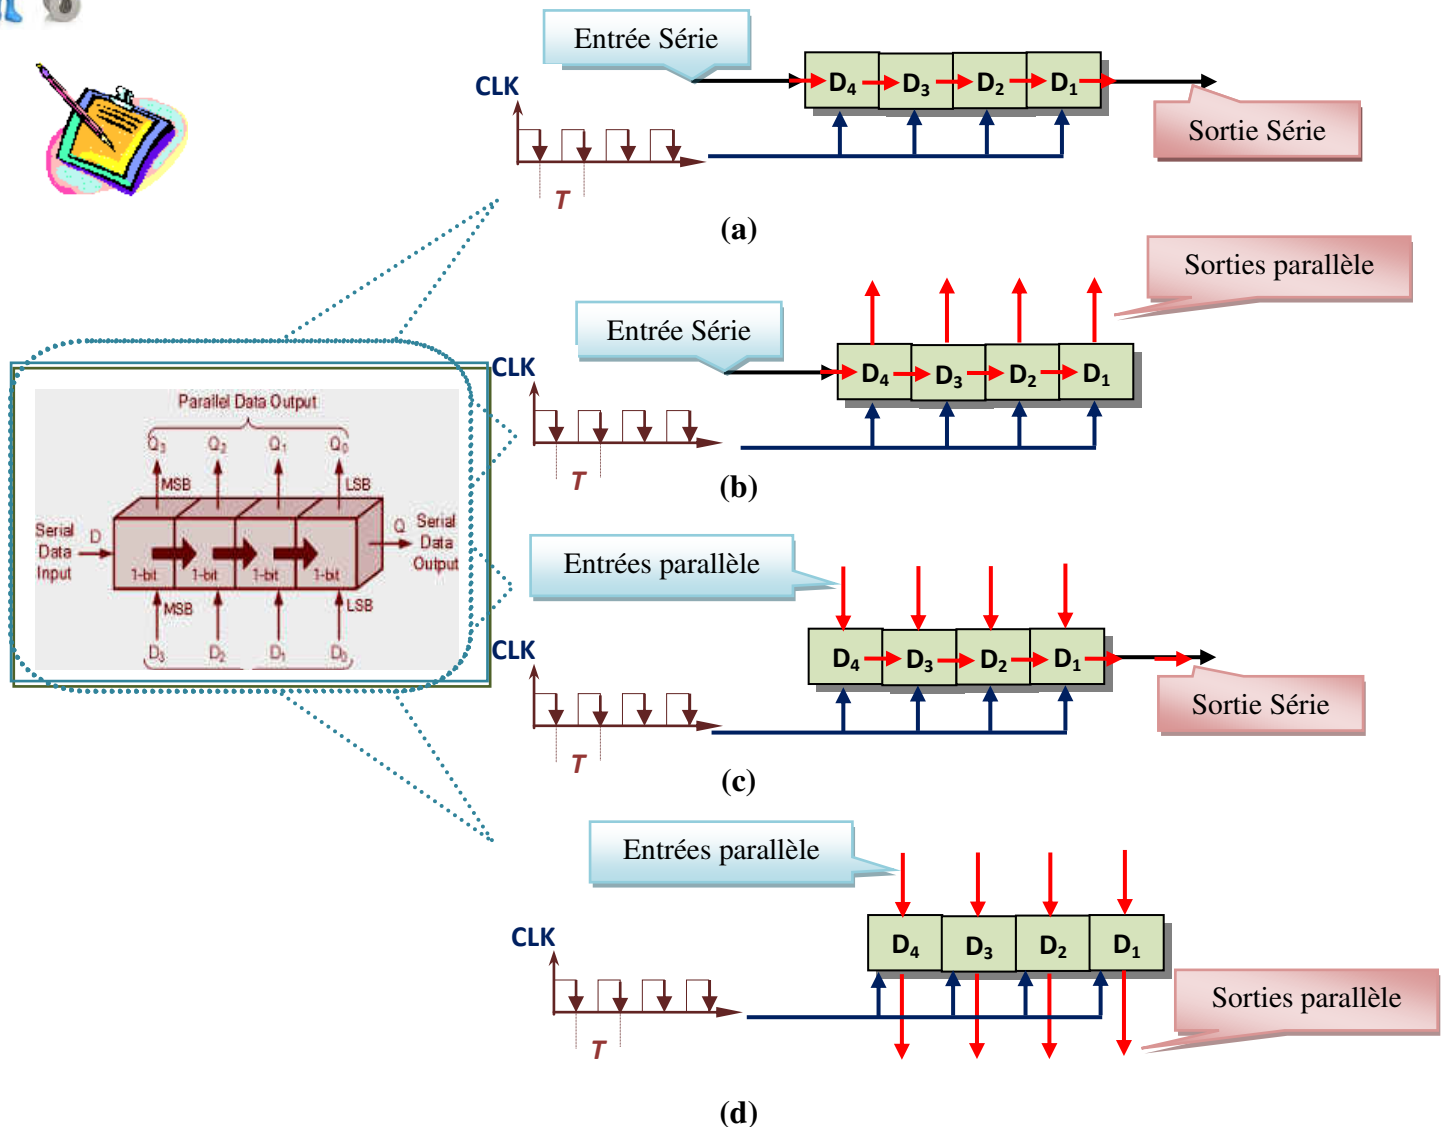 Entrée Série
CLK
D₄ D₃ D₂ D₁
Sortie Série
T
(a)
Sorties parallèle
Entrée Série
CLK
D₄ D₃ D₂ D₁
T
(b)
Parallel Data Output
Q₃ Q₂ Q₁ Q₀
MSB LSB
Serial Data Input
D
Q
Serial Data Output
1-bit 1-bit 1-bit 1-bit
MSB LSB
D₃ D₂ D₁ D₀
Entrées parallèle
CLK
D₄ D₃ D₂ D₁
Sortie Série
T
(c)
Entrées parallèle
CLK
D₄ D₃ D₂ D₁
Sorties parallèle
T
(d)